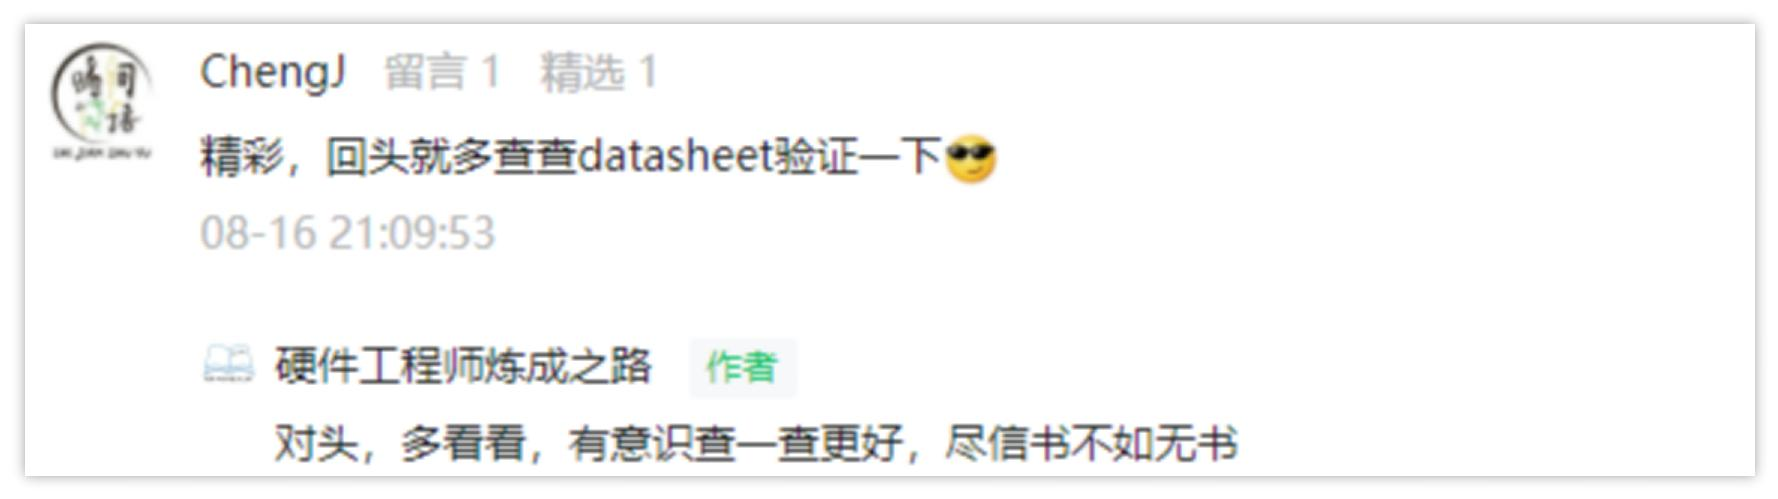 ChengJ 留言 1 精选 1
精彩，回头就多查查datasheet验证一下😎
08-16 21:09:53
硬件工程师炼成之路 作者
对头，多看看，有意识查一查更好，尽信书不如无书